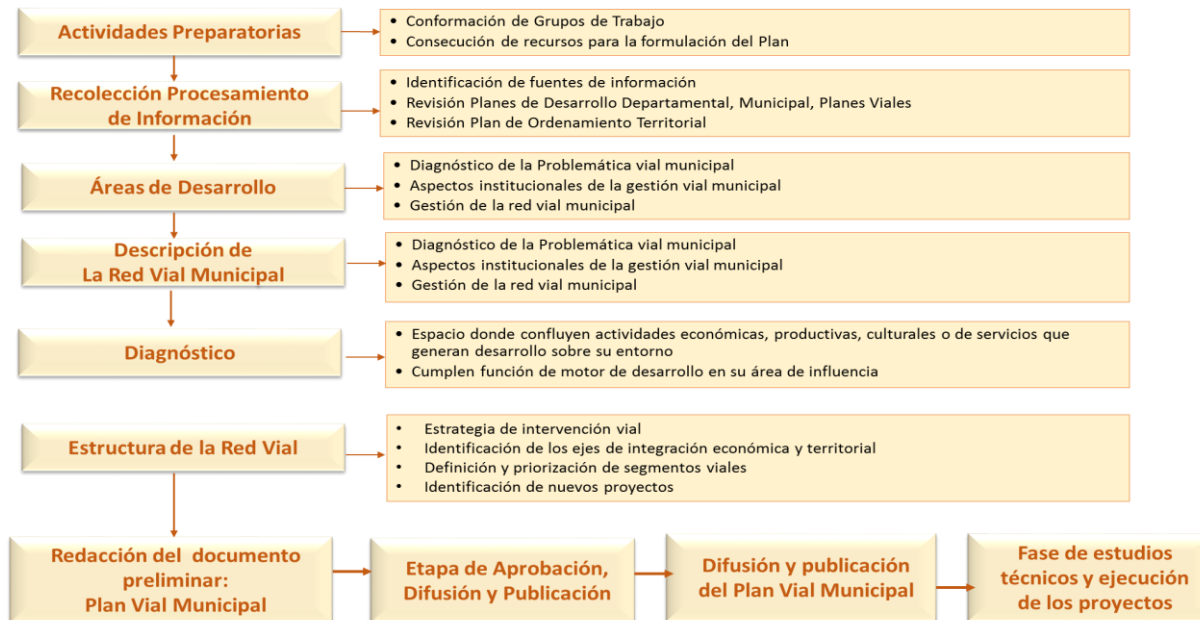 Actividades Preparatorias
• Conformación de Grupos de Trabajo
• Consecución de recursos para la formulación del Plan
Recolección Procesamiento
de Información
• Identificación de fuentes de información
• Revisión Planes de Desarrollo Departamental, Municipal, Planes Viales
• Revisión Plan de Ordenamiento Territorial
Áreas de Desarrollo
• Diagnóstico de la Problemática vial municipal
• Aspectos institucionales de la gestión vial municipal
• Gestión de la red vial municipal
Descripción de
La Red Vial Municipal
• Diagnóstico de la Problemática vial municipal
• Aspectos institucionales de la gestión vial municipal
• Gestión de la red vial municipal
Diagnóstico
• Espacio donde confluyen actividades económicas, productivas, culturales o de servicios que
generan desarrollo sobre su entorno
• Cumplen función de motor de desarrollo en su área de influencia
Estructura de la Red Vial
• Estrategia de intervención vial
• Identificación de los ejes de integración económica y territorial
• Definición y priorización de segmentos viales
• Identificación de nuevos proyectos
Redacción del documento
preliminar:
Plan Vial Municipal
Etapa de Aprobación,
Difusión y Publicación
Difusión y publicación
del Plan Vial Municipal
Fase de estudios
técnicos y ejecución
de los proyectos